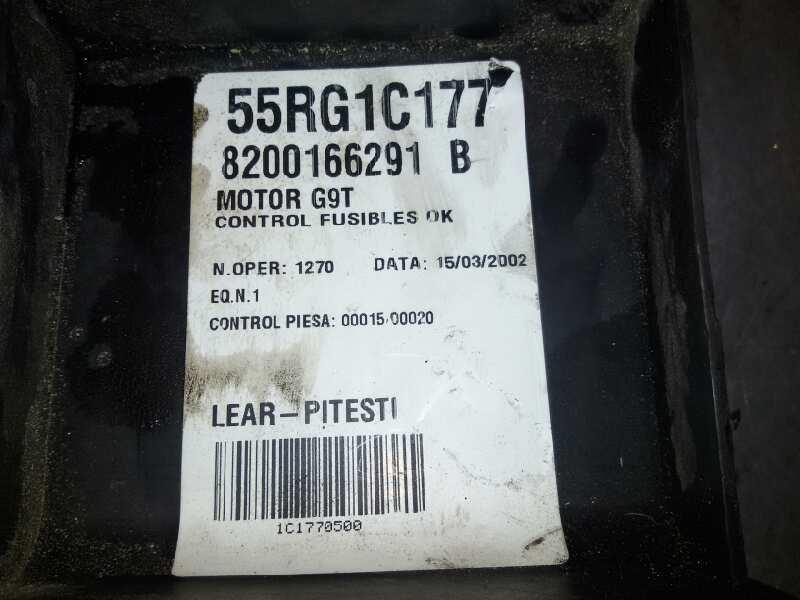 55RG1C177
8200166291 B
MOTOR G9T
CONTROL FUSIBLES OK
N.OPER: 1270 DATA: 15/03/2002
EQ.N.1
CONTROL PIESA: 00015/00020
LEAR-PITESTI
1C1770500